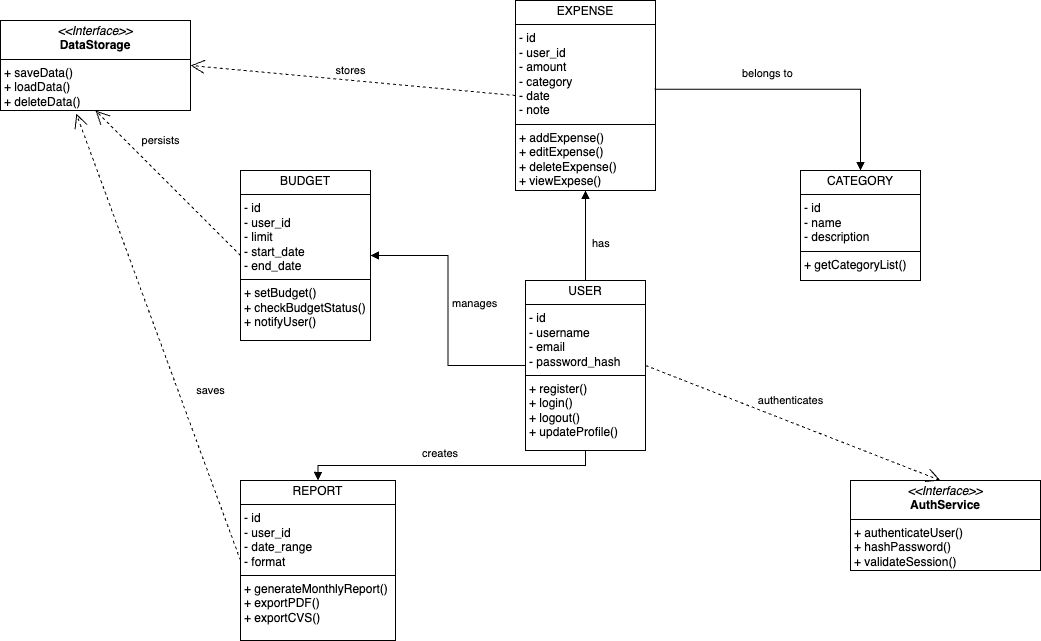 EXPENSE
- id
- user_id
- amount
- category
- date
- note
+ addExpense()
+ editExpense()
+ deleteExpense()
+ viewExpese()
<<Interface>>
DataStorage
+ saveData()
+ loadData()
+ deleteData()
stores
belongs to
persists
BUDGET
- id
- user_id
- limit
- start_date
- end_date
+ setBudget()
+ checkBudgetStatus()
+ notifyUser()
CATEGORY
- id
- name
- description
+ getCategoryList()
has
manages
USER
- id
- username
- email
- password_hash
+ register()
+ login()
+ logout()
+ updateProfile()
saves
authenticates
creates
REPORT
- id
- user_id
- date_range
- format
+ generateMonthlyReport()
+ exportPDF()
+ exportCVS()
<<Interface>>
AuthService
+ authenticateUser()
+ hashPassword()
+ validateSession()